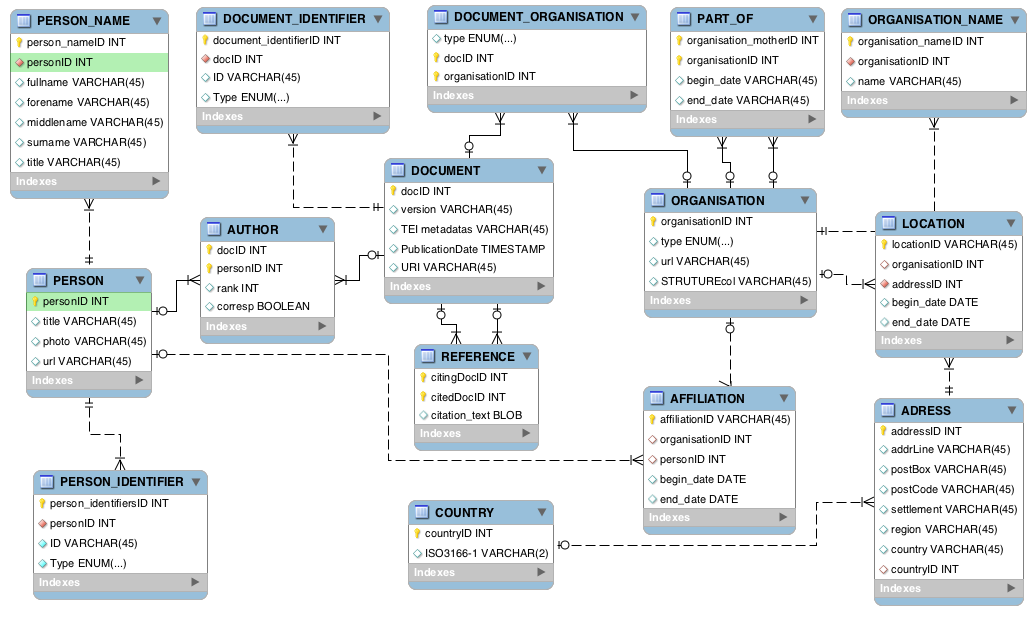 PERSON_NAME
person_nameID INT
personID INT
fullname VARCHAR(45)
forename VARCHAR(45)
middlename VARCHAR(45)
surname VARCHAR(45)
title VARCHAR(45)
Indexes
DOCUMENT_IDENTIFIER
document_identifierID INT
docID INT
ID VARCHAR(45)
Type ENUM(...)
Indexes
DOCUMENT_ORGANISATION
type ENUM(...)
docID INT
organisationID INT
Indexes
PART_OF
organisation_motherID INT
organisationID INT
begin_date VARCHAR(45)
end_date VARCHAR(45)
Indexes
ORGANISATION_NAME
organisation_nameID INT
organisationID INT
name VARCHAR(45)
Indexes
DOCUMENT
docID INT
version VARCHAR(45)
TEI metadatas VARCHAR(45)
PublicationDate TIMESTAMP
URI VARCHAR(45)
Indexes
ORGANISATION
organisationID INT
type ENUM(...)
url VARCHAR(45)
STRUTUREcol VARCHAR(45)
Indexes
LOCATION
locationID VARCHAR(45)
organisationID INT
addressID INT
begin_date DATE
end_date DATE
Indexes
AUTHOR
docID INT
personID INT
rank INT
corresp BOOLEAN
Indexes
PERSON
personID INT
title VARCHAR(45)
photo VARCHAR(45)
url VARCHAR(45)
Indexes
REFERENCE
citingDocID INT
citedDocID INT
citation_text BLOB
Indexes
AFFILIATION
affiliationID VARCHAR(45)
organisationID INT
personID INT
begin_date DATE
end_date DATE
Indexes
ADRESS
addressID INT
addrLine VARCHAR(45)
postBox VARCHAR(45)
postCode VARCHAR(45)
settlement VARCHAR(45)
region VARCHAR(45)
country VARCHAR(45)
countryID INT
Indexes
PERSON_IDENTIFIER
person_identifiersID INT
personID INT
ID VARCHAR(45)
Type ENUM(...)
Indexes
COUNTRY
countryID INT
ISO3166-1 VARCHAR(2)
Indexes